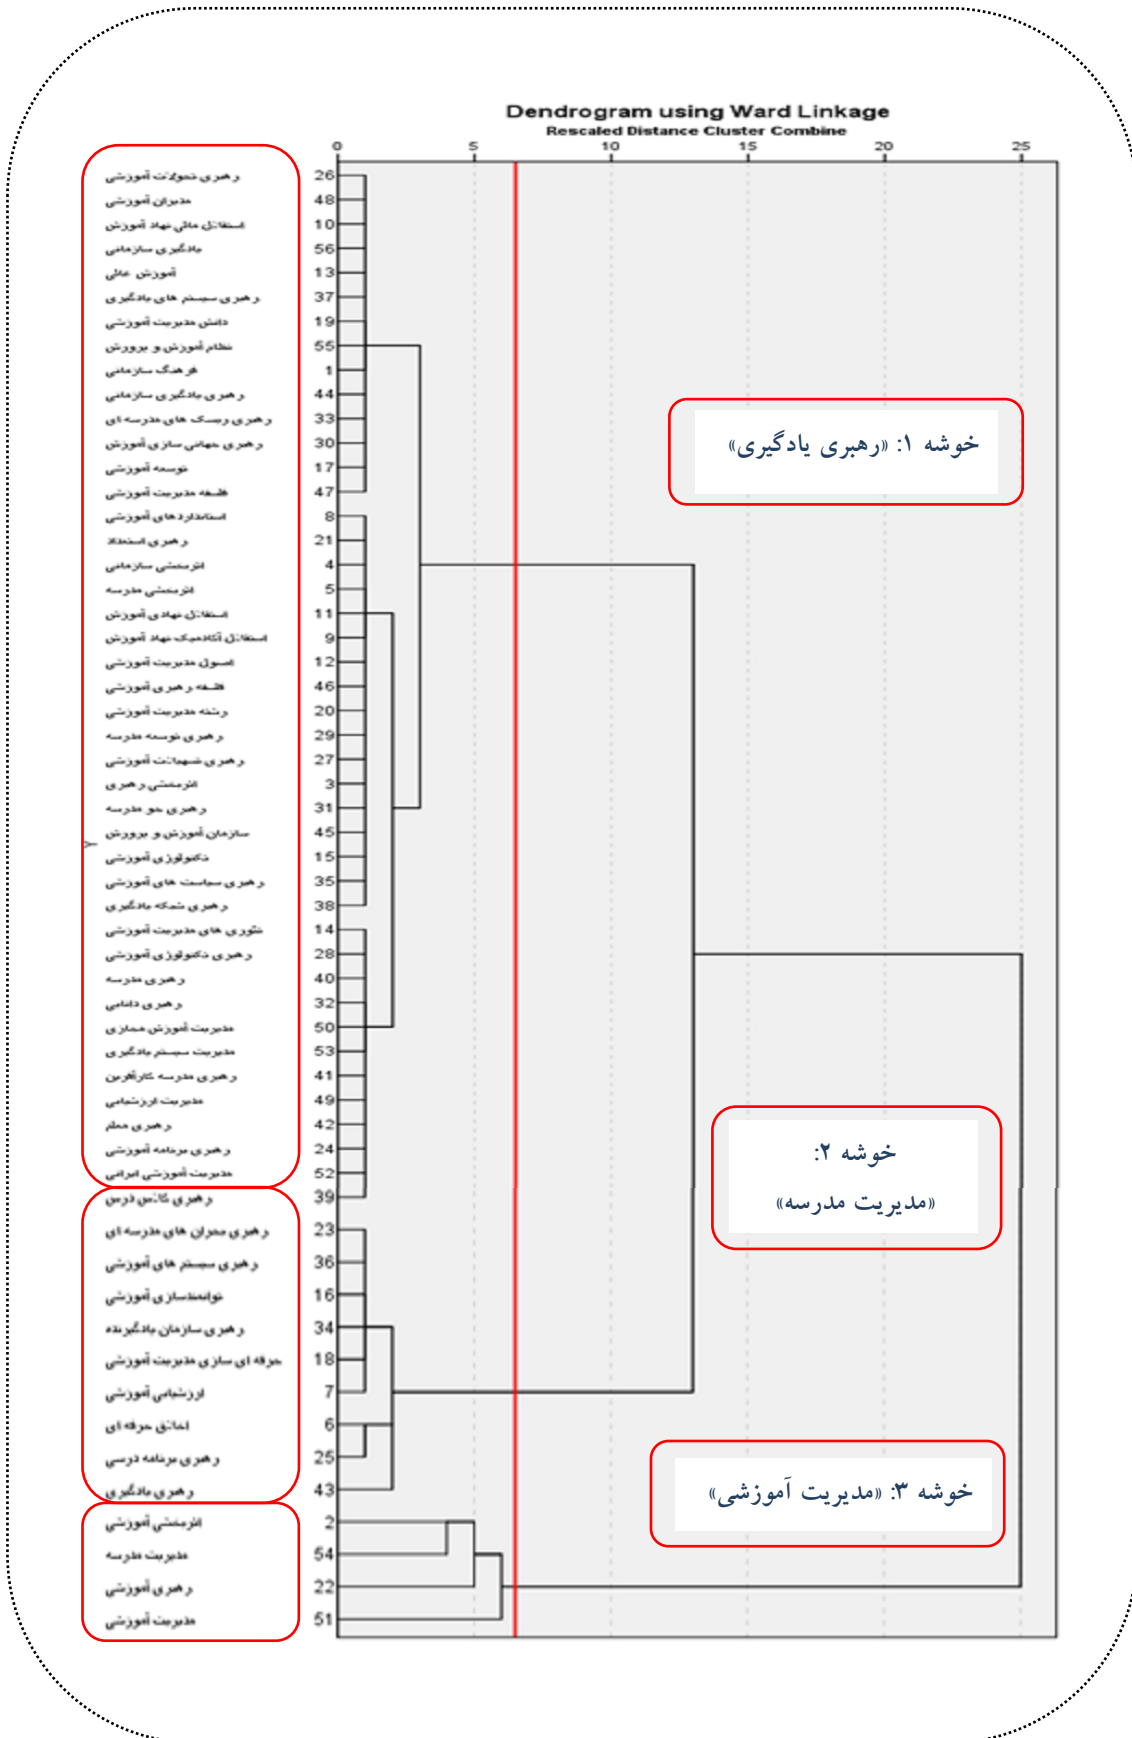 Dendrogram using Ward Linkage
Rescaled Distance Cluster Combine
0 5 10 15 20 25
رهبری تحولات آموزشی 26
مدیران آموزشی 48
استقلال مالی نهاد آموزش 10
یادگیری سازمانی 56
آموزش عالی 13
رهبری سیستم های یادگیری 37
دانش مدیریت آموزشی 19
نظام آموزش و پرورش 55
فرهنگ سازمانی 1
رهبری یادگیری سازمانی 44
رهبری ریسک های مدرسه ای 33
رهبری جهانی سازی آموزش 30
توسعه آموزشی 17
فلسفه مدیریت آموزشی 47
استانداردهای آموزشی 8
رهبری استعداد 21
اثربخشی سازمانی 4
اثربخشی مدرسه 5
استقلال نهادی آموزش 11
استقلال آکادمیک نهاد آموزش 9
اصول مدیریت آموزشی 12
فلسفه رهبری آموزشی 46
رشته مدیریت آموزشی 20
رهبری توسعه مدرسه 29
رهبری تسهیلات آموزشی 27
اثربخشی رهبری 3
رهبری جو مدرسه 31
سازمان آموزش و پرورش 45
تکنولوژی آموزشی 15
رهبری سیاست های آموزشی 35
رهبری شبکه یادگیری 38
تئوری های مدیریت آموزشی 14
رهبری تکنولوژی آموزشی 28
رهبری مدرسه 40
رهبری دانایی 32
مدیریت آموزش مجازی 50
مدیریت سیستم یادگیری 53
رهبری مدرسه کارآفرین 41
مدیریت ارزشیابی 49
رهبری معلم 42
رهبری برنامه آموزشی 24
مدیریت آموزشی ایرانی 52
رهبری کلاس درس 39
رهبری بحران های مدرسه ای 23
رهبری سیستم های آموزشی 36
توانمندسازی آموزشی 16
رهبری سازمان یادگیرنده 34
حرفه ای سازی مدیریت آموزشی 18
ارزشیابی آموزشی 7
اخلاق حرفه ای 6
رهبری برنامه درسی 25
رهبری یادگیری 43
اثربخشی آموزشی 2
مدیریت مدرسه 54
رهبری آموزشی 22
مدیریت آموزشی 51
Y
خوشه ۱: «رهبری یادگیری»
خوشه ۲:
«مدیریت مدرسه»
خوشه ۳: «مدیریت آموزشی»